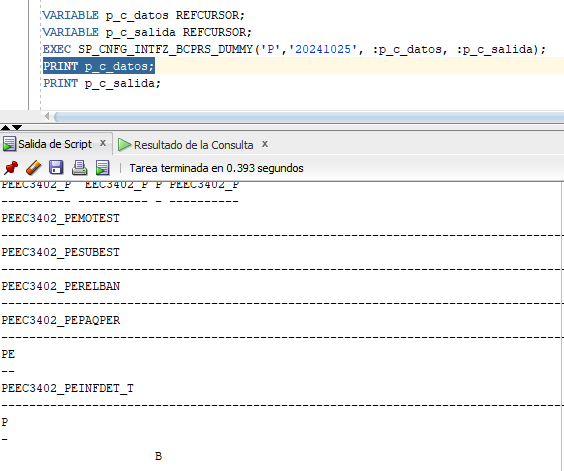 VARIABLE p_c_datos REFCURSOR;
VARIABLE p_c_salida REFCURSOR;
EXEC SP_CNFG_INTFZ_BCPRS_DUMMY('P','20241025', :p_c_datos, :p_c_salida);
PRINT p_c_datos;
PRINT p_c_salida;
Salida de Script x Resultado de la Consulta x
Tarea terminada en 0.393 segundos
PEEC3402_P EEC3402_P P PEEC3402_P
---------- ---------- - ----------
PEEC3402_PEMOTEST
--------------------------------------------------------------------------------
PEEC3402_PESUBEST
--------------------------------------------------------------------------------
PEEC3402_PERELBAN
--------------------------------------------------------------------------------
PEEC3402_PEPAQPER
--------------------------------------------------------------------------------
PE
--
PEEC3402_PEINFDET_T
--------------------------------------------------------------------------------
P
-
B